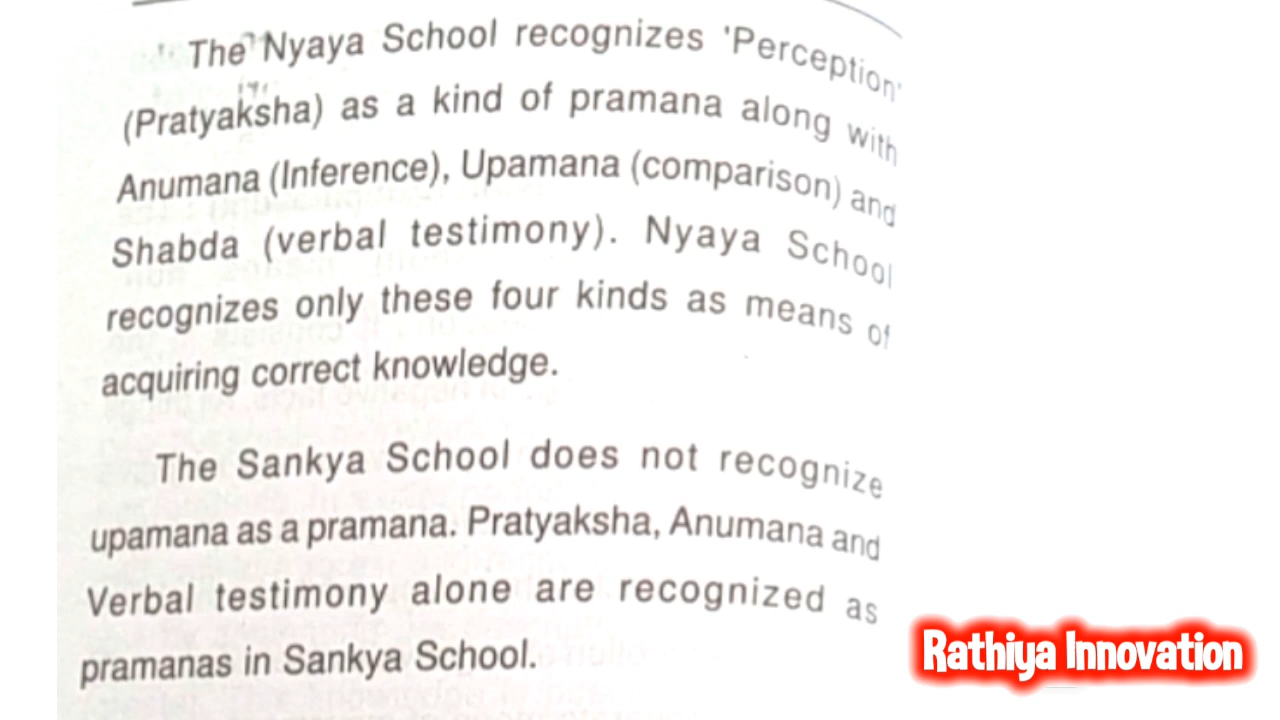 The Nyaya School recognizes 'Perception'
(Pratyaksha) as a kind of pramana along with
Anumana (Inference), Upamana (comparison) and
Shabda (verbal testimony). Nyaya School
recognizes only these four kinds as means of
acquiring correct knowledge.
The Sankya School does not recognize
upamana as a pramana. Pratyaksha, Anumana and
Verbal testimony alone are recognized as
pramanas in Sankya School.
Rathiya Innovation